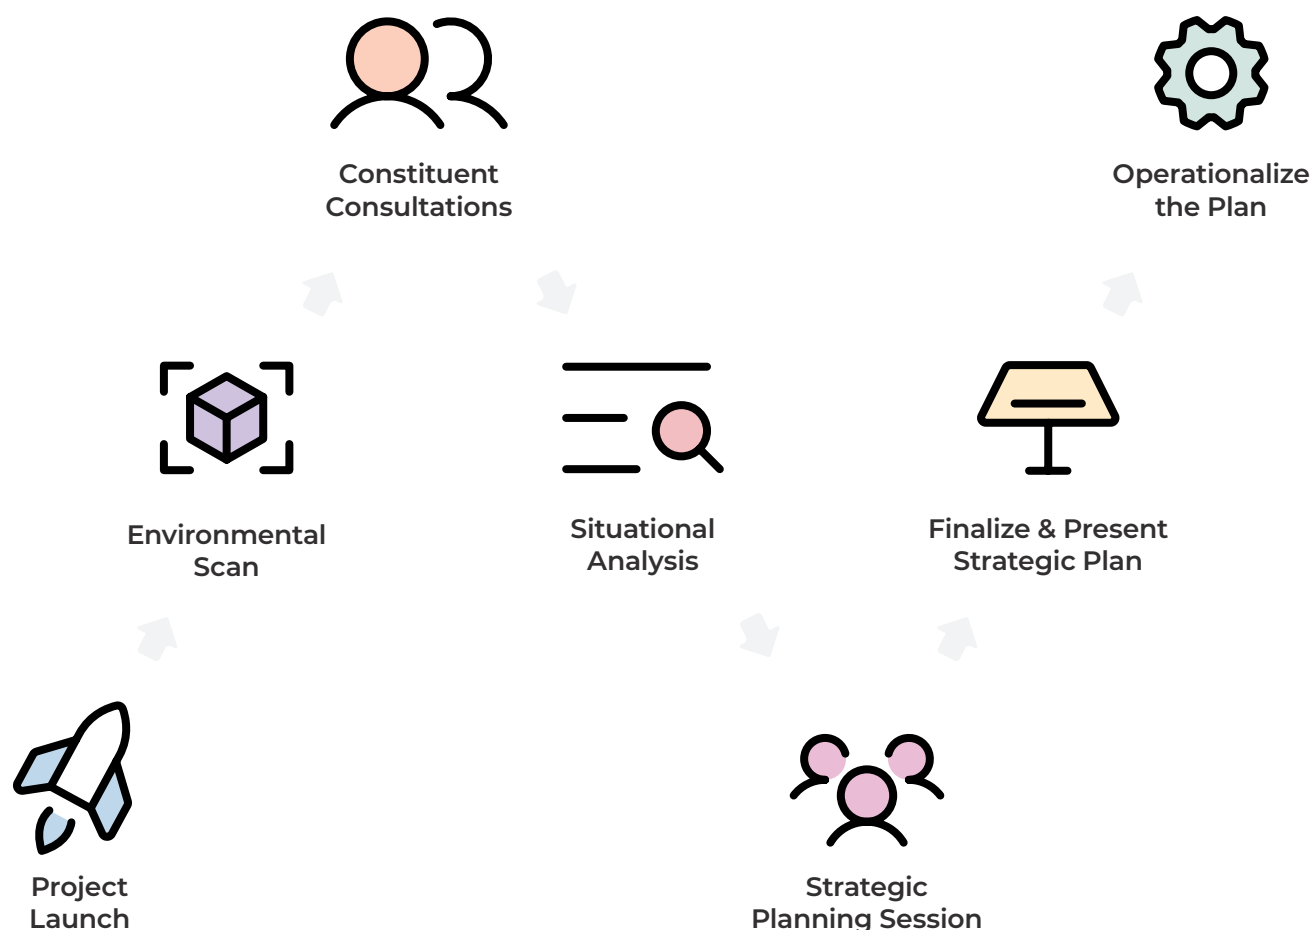 Constituent
Consultations
Operationalize
the Plan
Environmental
Scan
Situational
Analysis
Finalize & Present
Strategic Plan
Project
Launch
Strategic
Planning Session